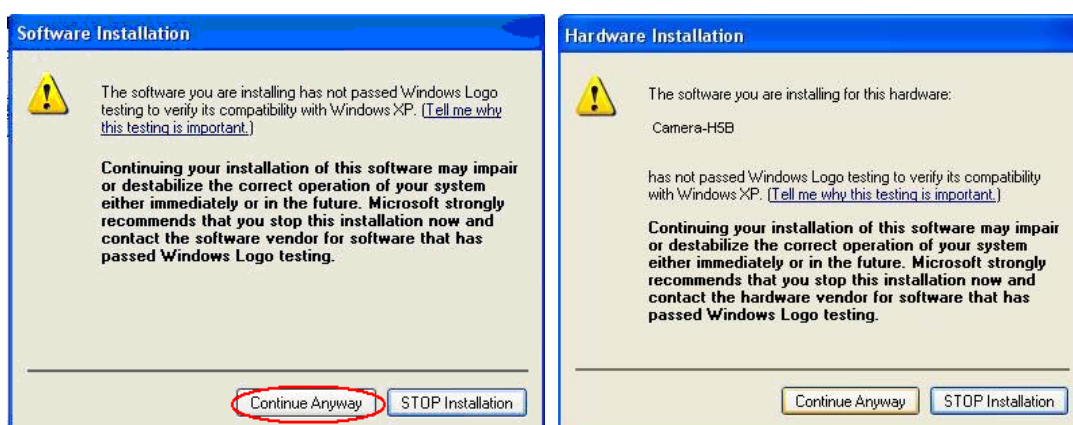 Software Installation
The software you are installing has not passed Windows Logo
testing to verify its compatibility with Windows XP. (Tell me why
this testing is important.)
Continuing your installation of this software may impair
or destabilize the correct operation of your system
either immediately or in the future. Microsoft strongly
recommends that you stop this installation now and
contact the software vendor for software that has
passed Windows Logo testing.
Continue Anyway
STOP Installation
Hardware Installation
The software you are installing for this hardware:
Camera-H5B
has not passed Windows Logo testing to verify its compatibility
with Windows XP. (Tell me why this testing is important.)
Continuing your installation of this software may impair
or destabilize the correct operation of your system
either immediately or in the future. Microsoft strongly
recommends that you stop this installation now and
contact the hardware vendor for software that has
passed Windows Logo testing.
Continue Anyway
STOP Installation